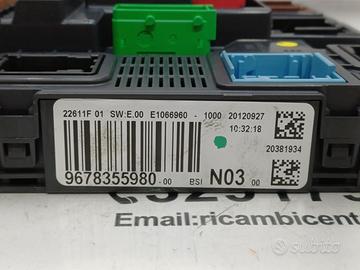 22611F 01 SW:E.00 E1066960 - 1000 20120927
10:32:18
20381934
9678355980-00 BSI N03 00
Email:ricambicent
subito